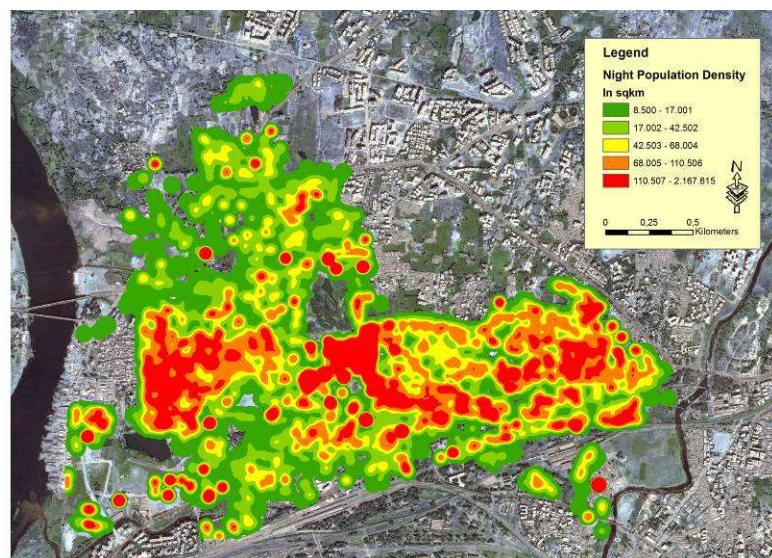 Legend
Night Population Density
In sqkm
8.500 - 17.001
17.002 - 42.502
42.503 - 68.004
68.005 - 110.506
110.507 - 2.167.615
N
0 0,25 0,5
Kilometers